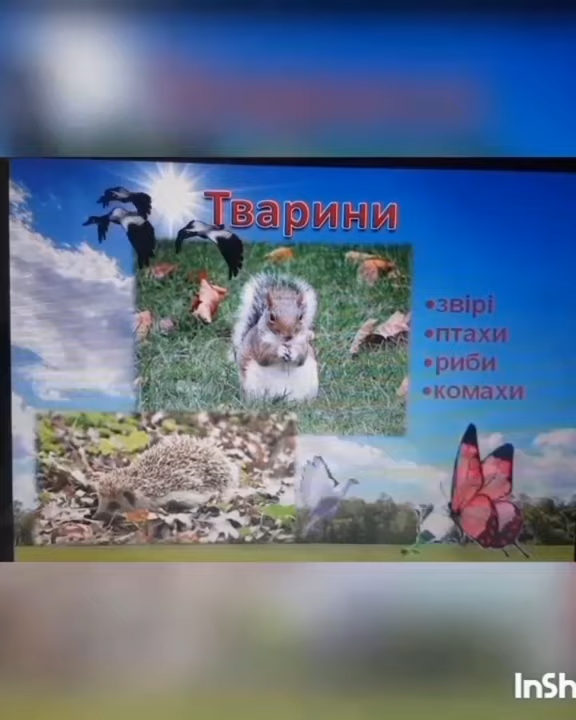 Тварини
•звірі
•птахи
•риби
•комахи
InSh